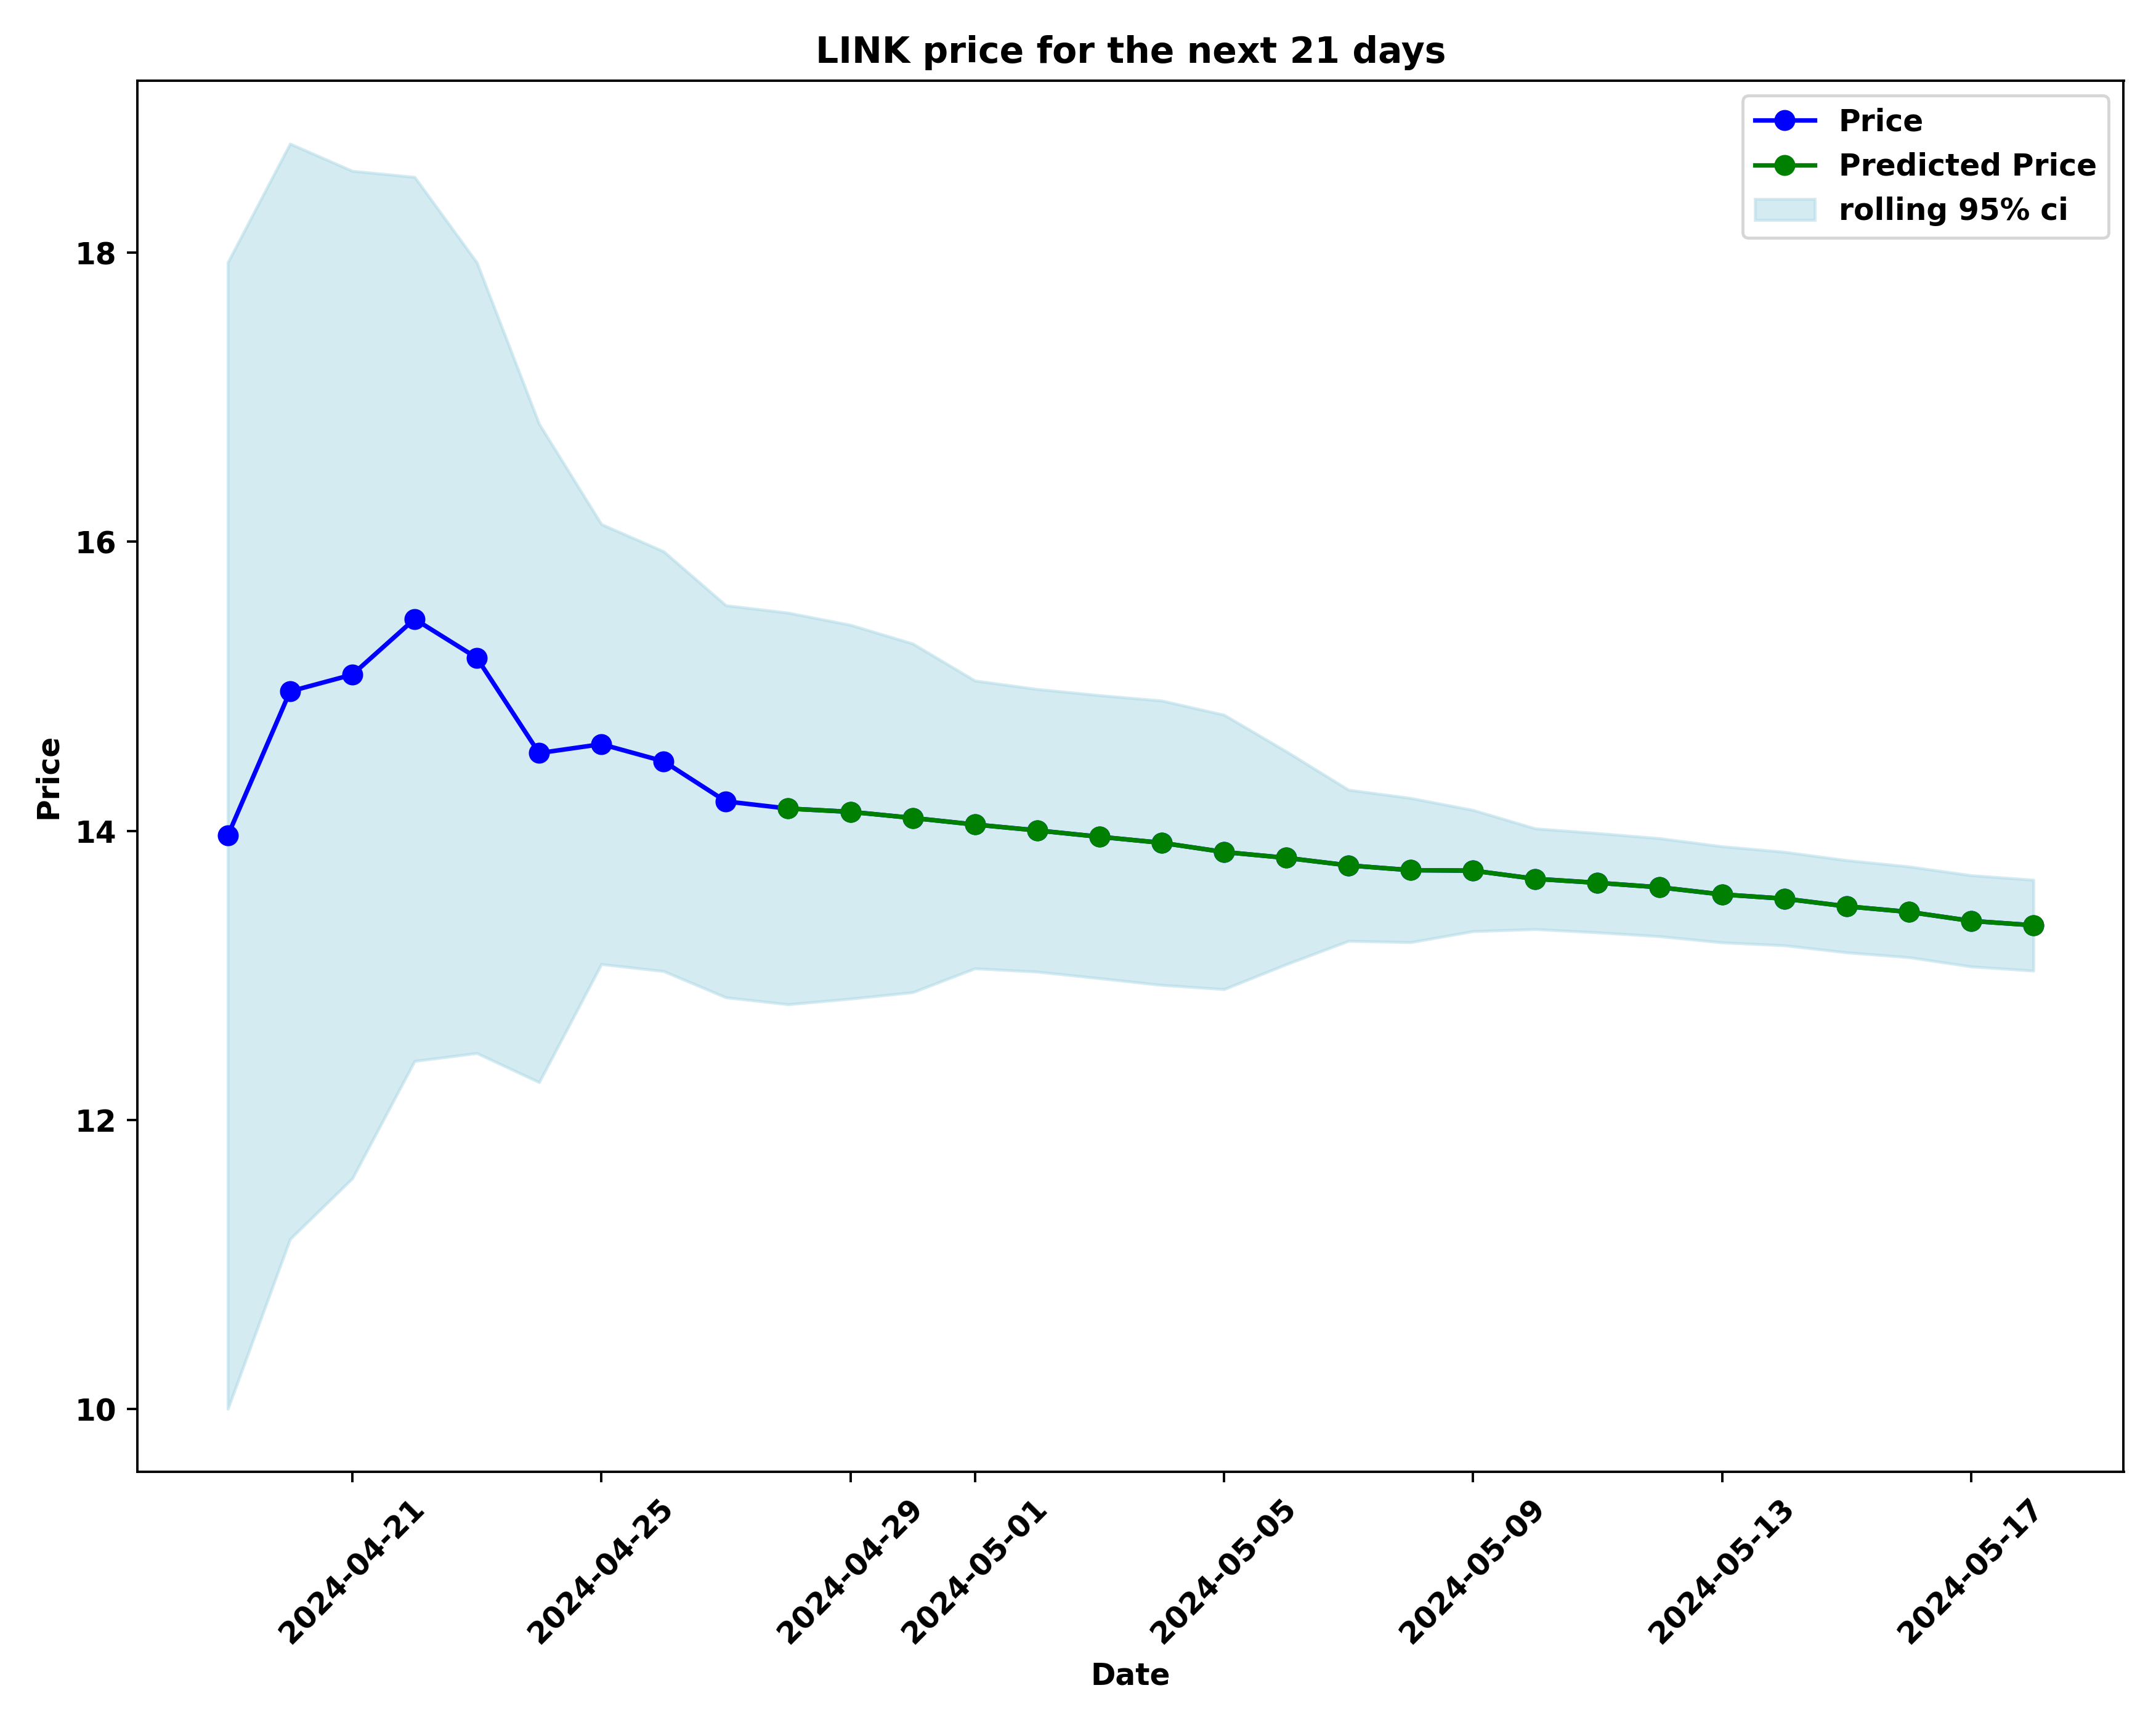 LINK price for the next 21 days
Price
Predicted Price
rolling 95% ci
Price
18
16
14
12
10
2024-04-21
2024-04-25
2024-04-29
2024-05-01
2024-05-05
2024-05-09
2024-05-13
2024-05-17
Date